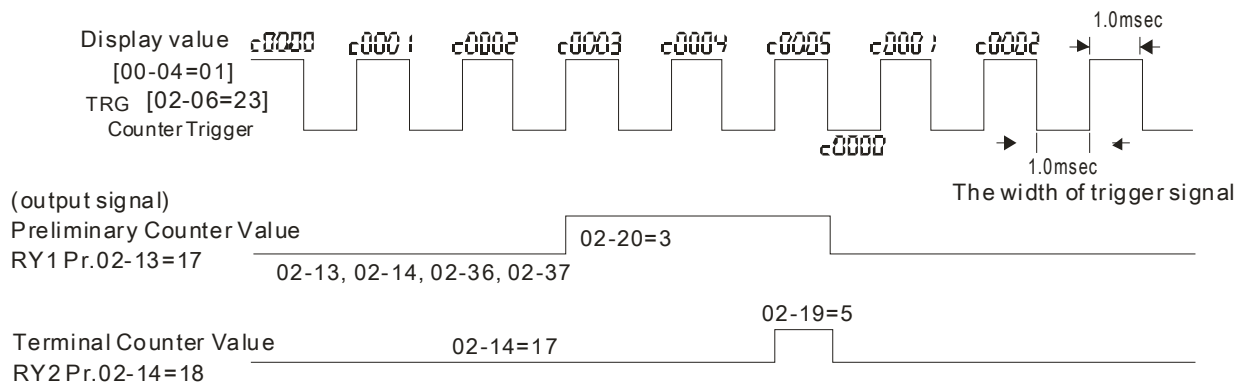 1.0msec
Display value c0000 c0001 c0002 c0003 c0004 c0005 c0001 c0002
[00-04=01]
TRG [02-06=23]
Counter Trigger
c0000
1.0msec
The width of trigger signal
(output signal)
Preliminary Counter Value
02-20=3
RY1 Pr.02-13=17
02-13, 02-14, 02-36, 02-37
02-19=5
Terminal Counter Value
02-14=17
RY2 Pr.02-14=18